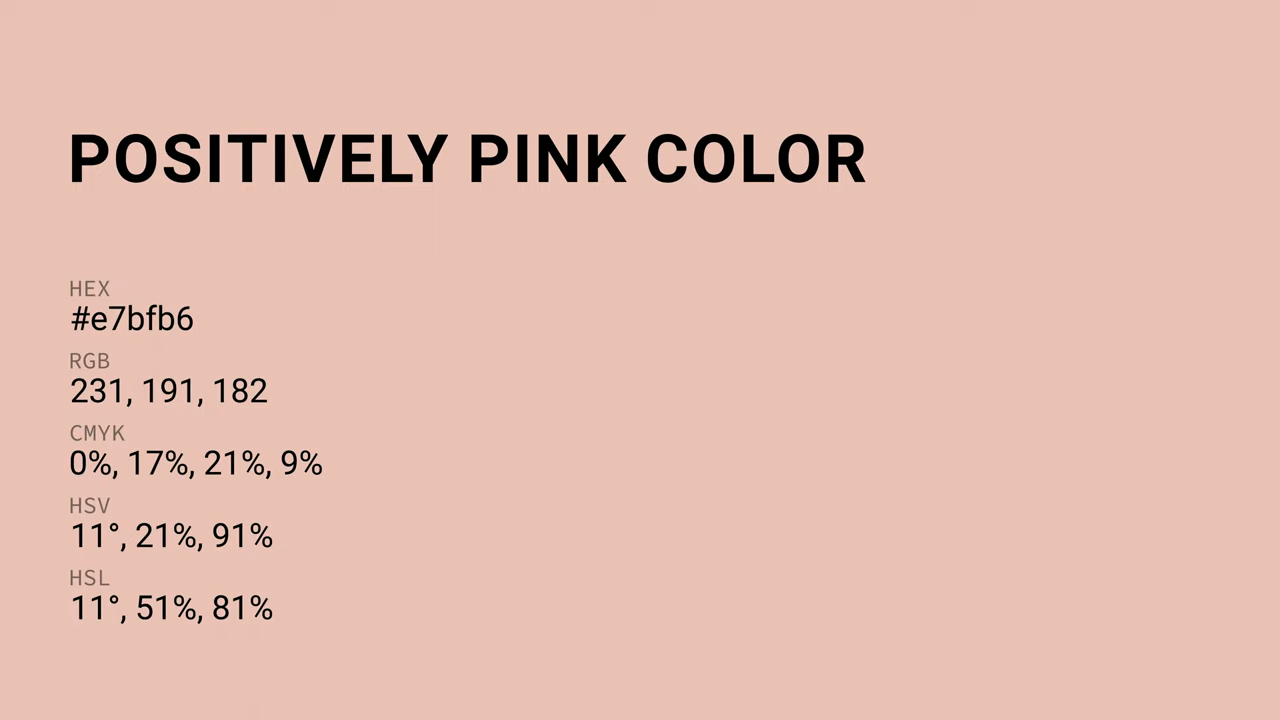 POSITIVELY PINK COLOR
HEX
#e7bfb6
RGB
231, 191, 182
CMYK
0%, 17%, 21%, 9%
HSV
11°, 21%, 91%
HSL
11°, 51%, 81%